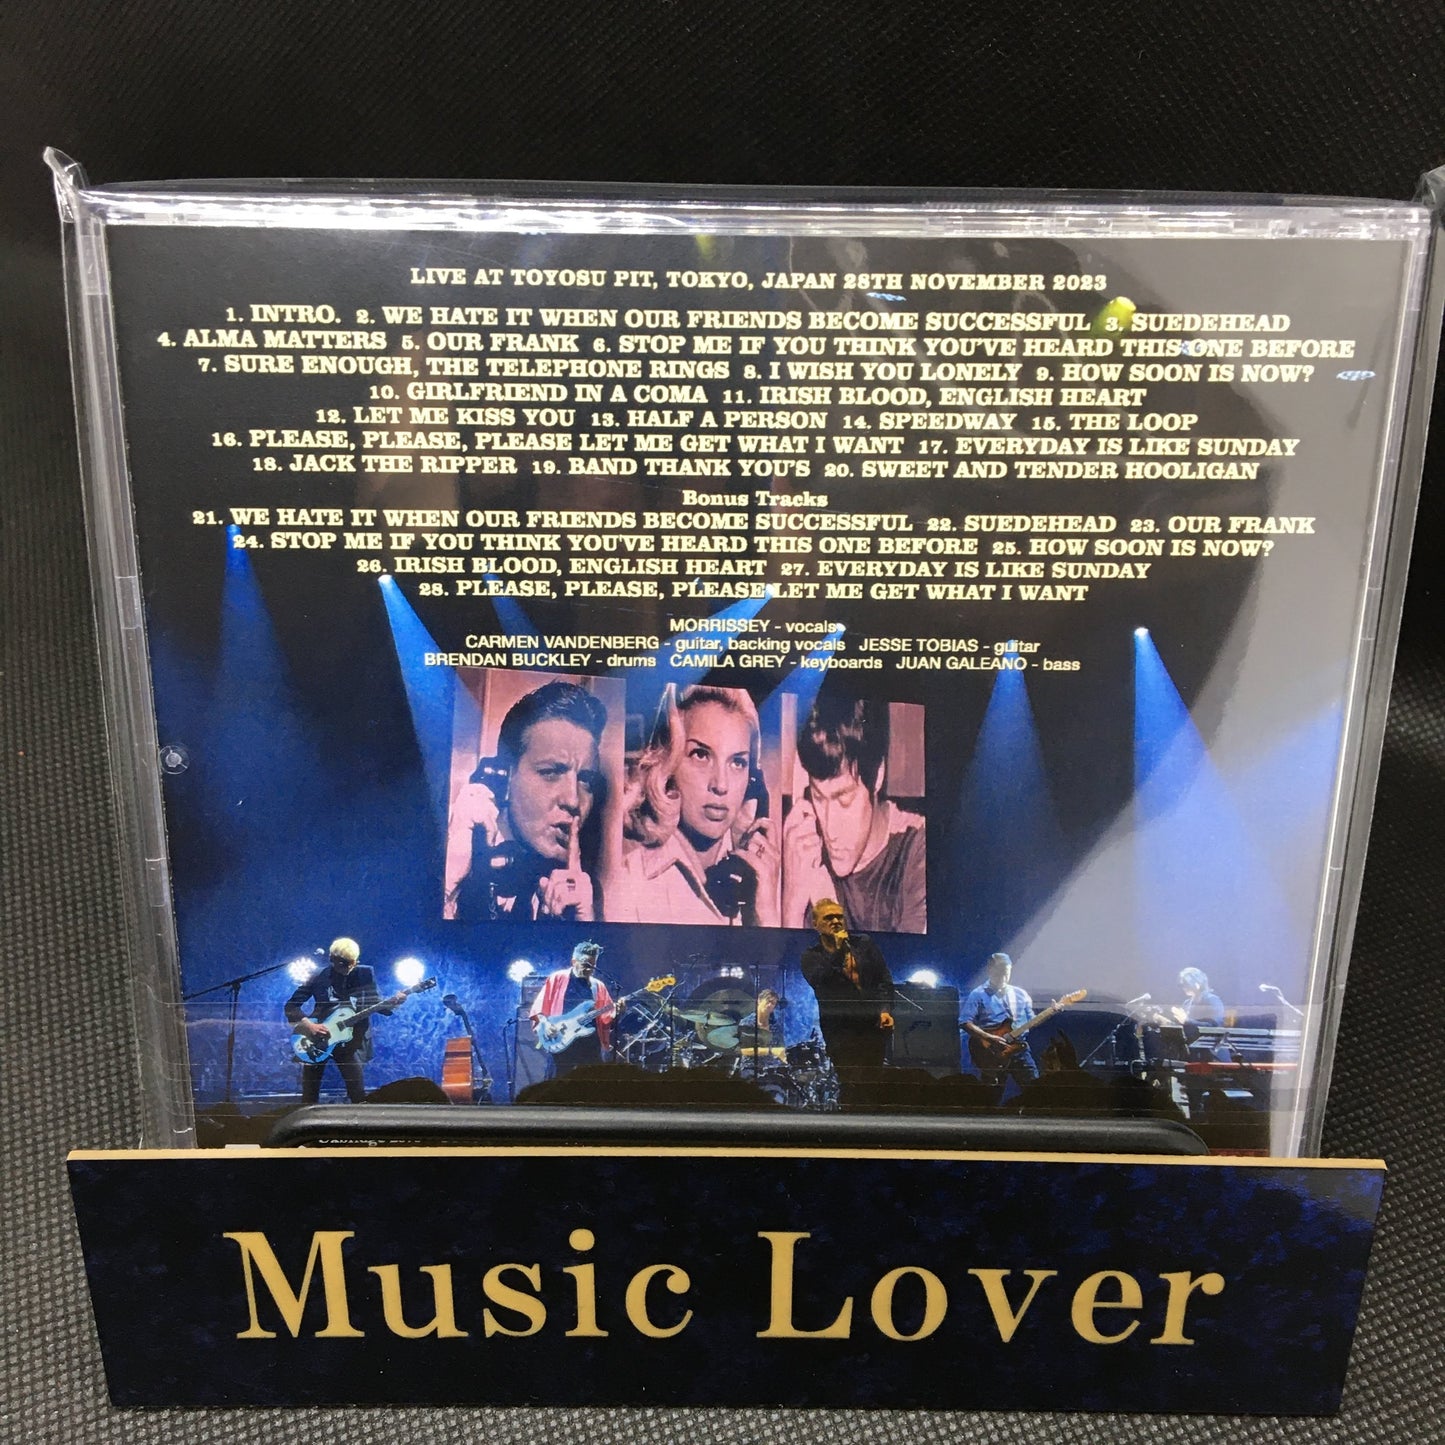 LIVE AT TOYOSU PIT, TOKYO, JAPAN 28TH NOVEMBER 2023
1. INTRO. 2. WE HATE IT WHEN OUR FRIENDS BECOME SUCCESSFUL 3. SUEDEHEAD
4. ALMA MATTERS 5. OUR FRANK 6. STOP ME IF YOU THINK YOU'VE HEARD THIS ONE BEFORE
7. SURE ENOUGH, THE TELEPHONE RINGS 8. I WISH YOU LONELY 9. HOW SOON IS NOW?
10. GIRLFRIEND IN A COMA 11. IRISH BLOOD, ENGLISH HEART
12. LET ME KISS YOU 13. HALF A PERSON 14. SPEEDWAY 15. THE LOOP
16. PLEASE, PLEASE, PLEASE LET ME GET WHAT I WANT 17. EVERYDAY IS LIKE SUNDAY
18. JACK THE RIPPER 19. BAND THANK YOU'S 20. SWEET AND TENDER HOOLIGAN
Bonus Tracks
21. WE HATE IT WHEN OUR FRIENDS BECOME SUCCESSFUL 22. SUEDEHEAD 23. OUR FRANK
24. STOP ME IF YOU THINK YOU'VE HEARD THIS ONE BEFORE 25. HOW SOON IS NOW?
26. IRISH BLOOD, ENGLISH HEART 27. EVERYDAY IS LIKE SUNDAY
28. PLEASE, PLEASE, PLEASE LET ME GET WHAT I WANT
MORRISSEY - vocals
CARMEN VANDENBERG - guitar, backing vocals JESSE TOBIAS - guitar
BRENDAN BUCKLEY - drums CAMILA GREY - keyboards JUAN GALEANO - bass
Music Lover